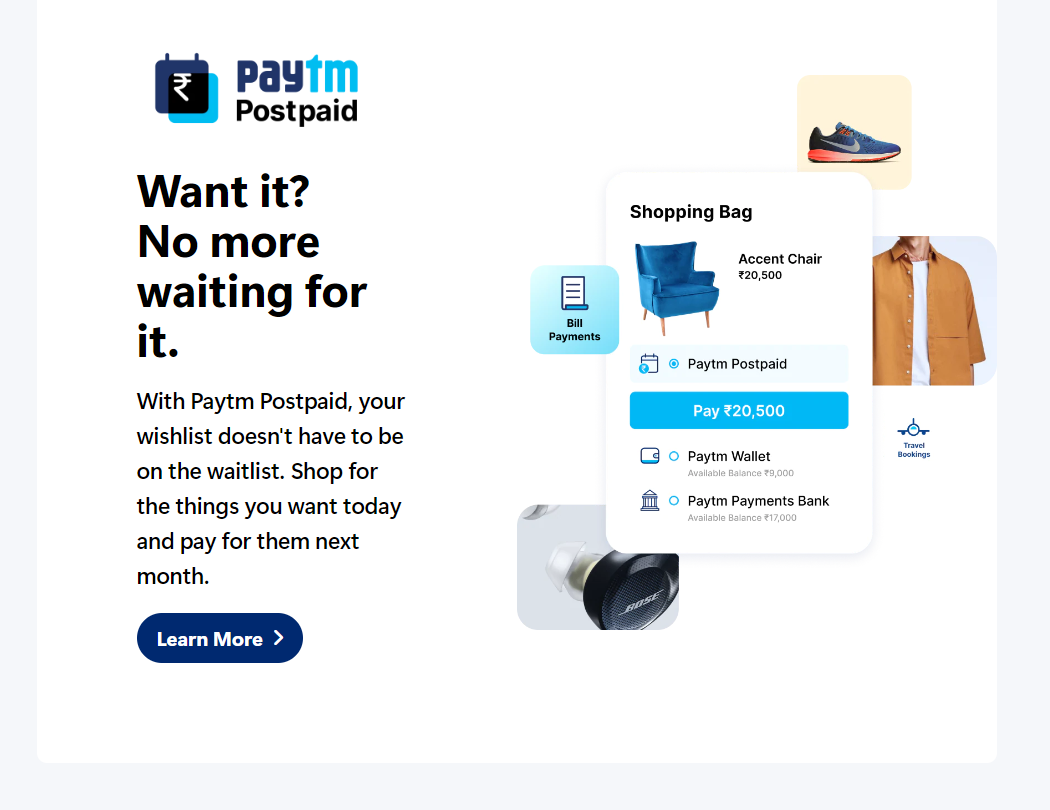 ₹
paytm
Postpaid
Want it?
No more
waiting for
it.
With Paytm Postpaid, your
wishlist doesn't have to be
on the waitlist. Shop for
the things you want today
and pay for them next
month.
Learn More
Shopping Bag
Accent Chair
₹20,500
Bill
Payments
₹
Paytm Postpaid
Pay ₹20,500
Paytm Wallet
Available Balance ₹9,000
Paytm Payments Bank
Available Balance ₹17,000
Travel
Bookings
BOSE